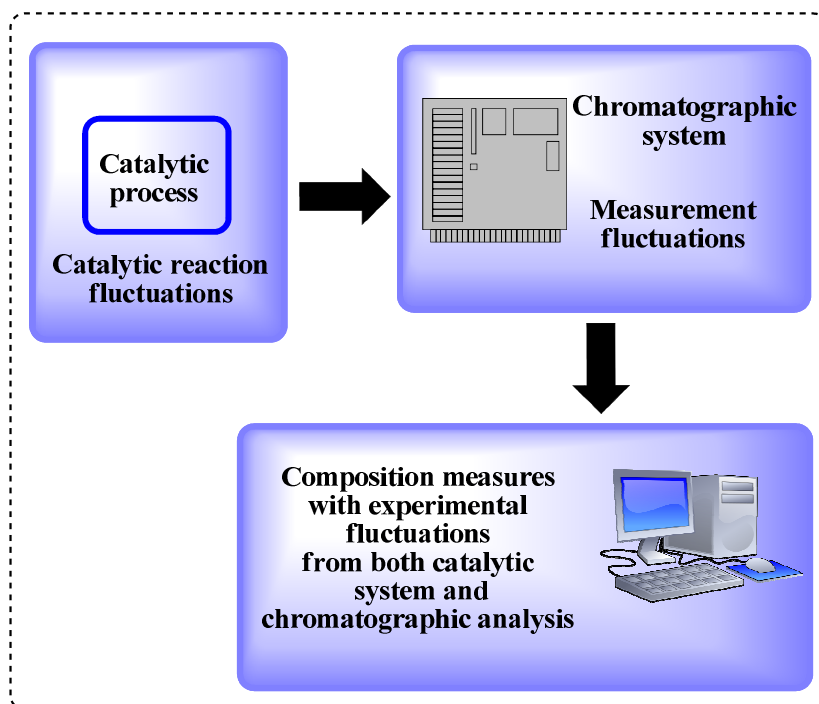 Catalytic
process
Catalytic reaction
fluctuations
Chromatographic
system
Measurement
fluctuations
Composition measures
with experimental
fluctuations
from both catalytic
system and
chromatographic analysis